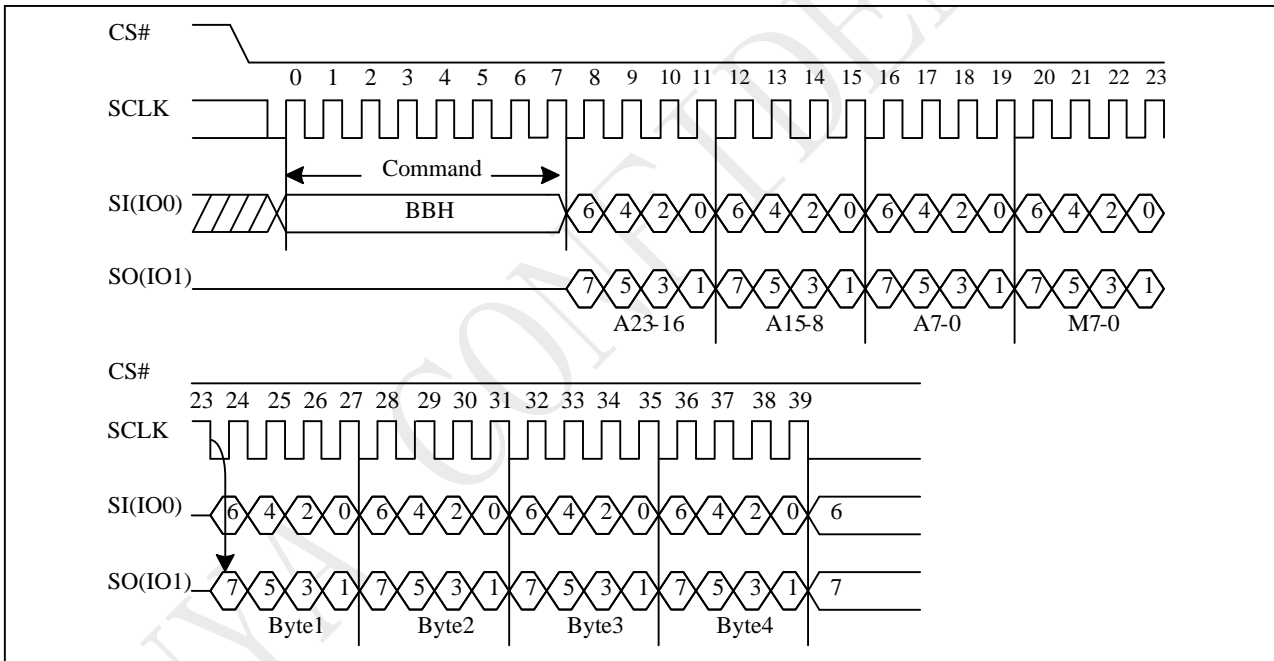 CS#
0 1 2 3 4 5 6 7 8 9 10 11 12 13 14 15 16 17 18 19 20 21 22 23
SCLK
Command
SI(IO0) BBH 6 4 2 0 6 4 2 0 6 4 2 0 6 4 2 0
SO(IO1) 7 5 3 1 7 5 3 1 7 5 3 1 7 5 3 1
A23-16 A15-8 A7-0 M7-0
CS#
23 24 25 26 27 28 29 30 31 32 33 34 35 36 37 38 39
SCLK
SI(IO0) 6 4 2 0 6 4 2 0 6 4 2 0 6 4 2 0 6
SO(IO1) 7 5 3 1 7 5 3 1 7 5 3 1 7 5 3 1 7
Byte1 Byte2 Byte3 Byte4